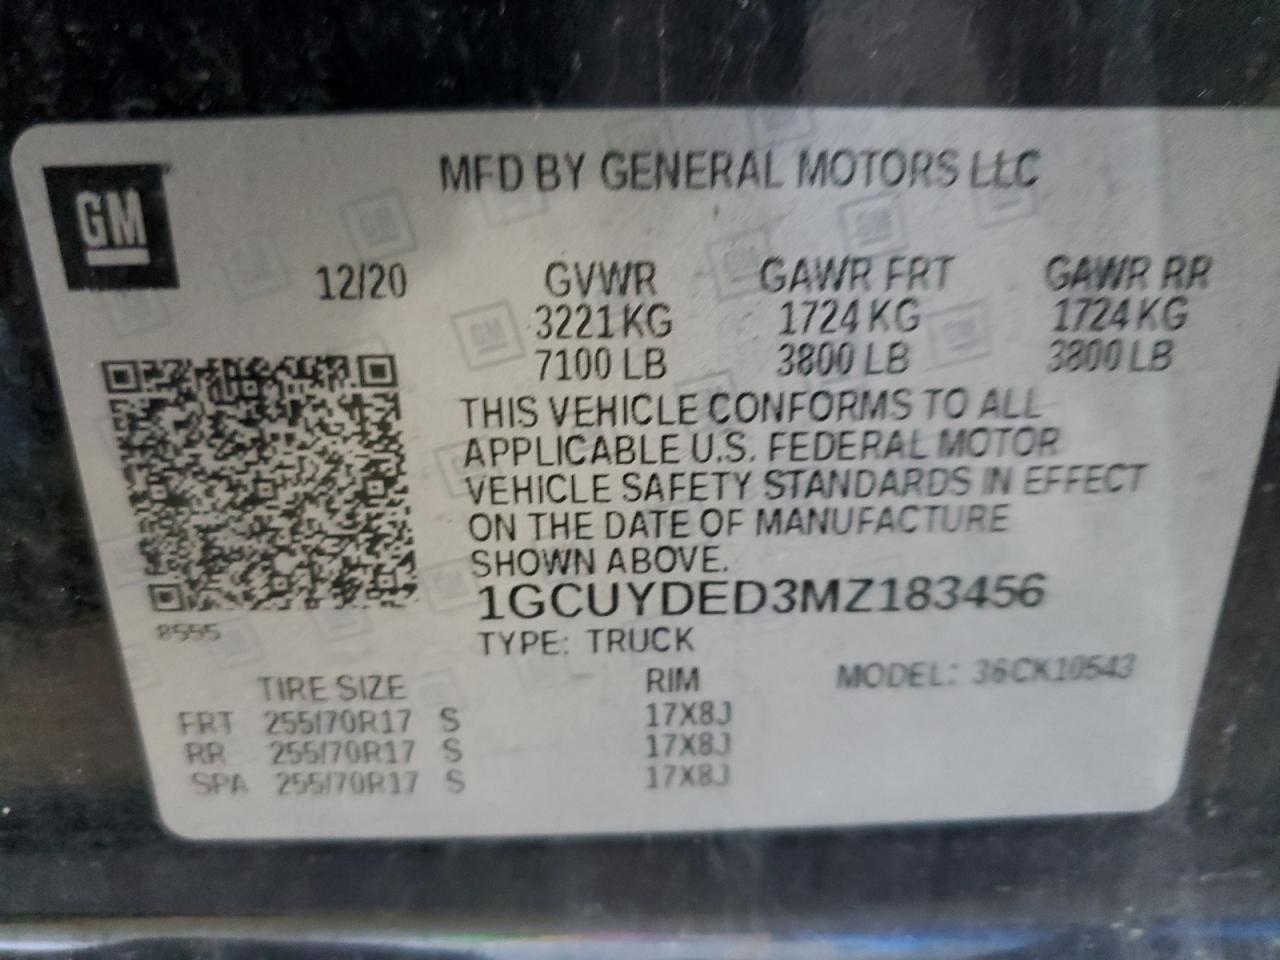 GM
MFD BY GENERAL MOTORS LLC
12/20 GVWR GAWR FRT GAWR RR
3221 KG 1724 KG 1724 KG
7100 LB 3800 LB 3800 LB
THIS VEHICLE CONFORMS TO ALL
APPLICABLE U.S. FEDERAL MOTOR
VEHICLE SAFETY STANDARDS IN EFFECT
ON THE DATE OF MANUFACTURE
SHOWN ABOVE.
1GCUYDED3MZ183456
8555
TYPE: TRUCK
TIRE SIZE RIM MODEL: 36CK10543
FRT 255/70R17 S 17X8J
RR 255/70R17 S 17X8J
SPA 255/70R17 S 17X8J